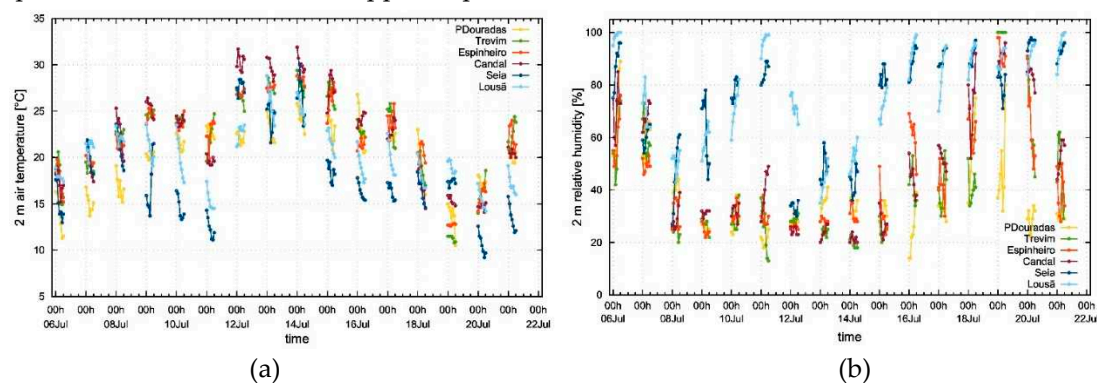 35
30
25
20
15
10
5
2 m air temperature [°C]
PDouradas
Trevim
Espinheiro
Candal
Seia
Lousã
00h 00h 00h 00h 00h 00h 00h 00h 00h 00h 00h 00h 00h 00h 00h 00h 00h
06Jul 08Jul 10Jul 12Jul 14Jul 16Jul 18Jul 20Jul 22Jul
time
(a)
100
80
60
40
20
0
2 m relative humidity [%]
PDouradas
Trevim
Espinheiro
Candal
Seia
Lousã
00h 00h 00h 00h 00h 00h 00h 00h 00h 00h 00h 00h 00h 00h 00h 00h 00h
06Jul 08Jul 10Jul 12Jul 14Jul 16Jul 18Jul 20Jul 22Jul
time
(b)